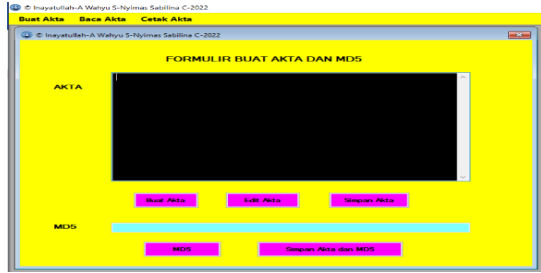 © Inayatullah-A Wahyu S-Nyimas Sabilina C-2022
Buat Akta Baca Akta Cetak Akta
© Inayatullah-A Wahyu S-Nyimas Sabilina C-2022
FORMULIR BUAT AKTA DAN MD5
AKTA
Buat Akta Edit Akta Simpan Akta
MD5
MD5 Simpan Akta dan MD5